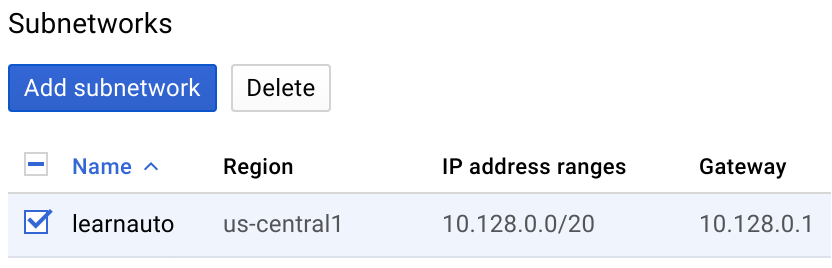 Subnetworks
Add subnetwork Delete
Name Region IP address ranges Gateway
learnauto us-central1 10.128.0.0/20 10.128.0.1